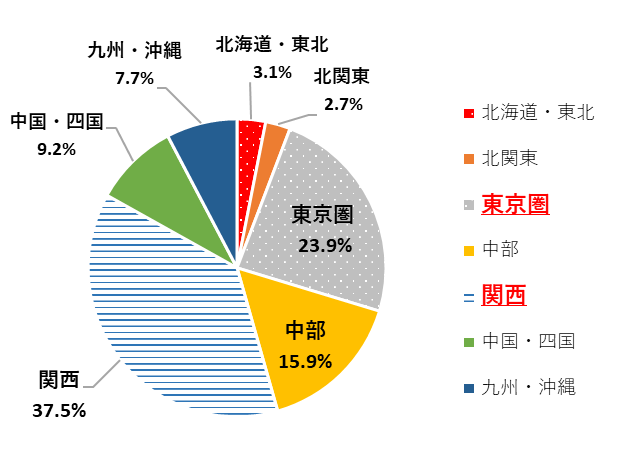 北海道・東北
3.1%
北関東
2.7%
東京圏
23.9%
中部
15.9%
関西
37.5%
中国・四国
9.2%
九州・沖縄
7.7%
北海道・東北
北関東
東京圏
中部
関西
中国・四国
九州・沖縄